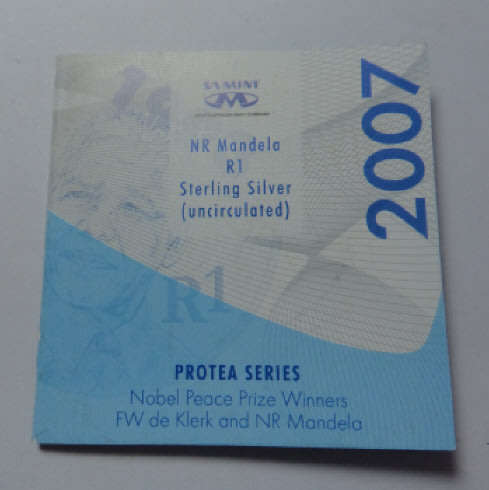 SA MINT
NR Mandela
R1
Sterling Silver
(uncirculated)
2007
R1
PROTEA SERIES
Nobel Peace Prize Winners
FW de Klerk and NR Mandela